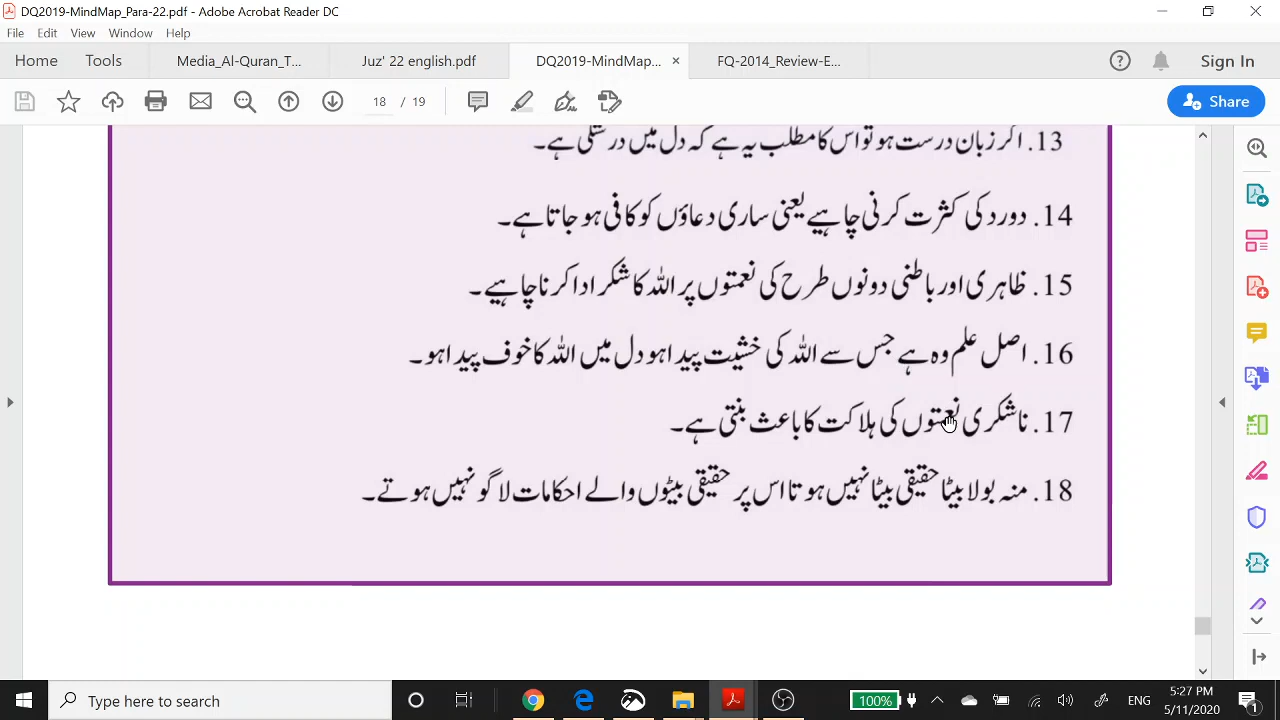 DQ2019-MindMap_Para-22.pdf - Adobe Acrobat Reader DC
File Edit View Window Help
Home Tools Media_Al-Quran_T... Juz' 22 english.pdf DQ2019-MindMap... × FQ-2014_Review-E... Sign In
18 / 19 Share
13. اگر زبان درست ہو تو اس کا مطلب یہ ہے کہ دل میں درستگی ہے۔
14. دورد کی کثرت کرنی چاہیے یعنی ساری دعاؤں کو کافی ہو جاتا ہے۔
15. ظاہری اور باطنی دونوں طرح کی نعمتوں پر اللہ کا شکر ادا کرنا چاہیے۔
16. اصل علم وہ ہے جس سے اللہ کی خشیت پیدا ہو دل میں اللہ کا خوف پیدا ہو۔
17. ناشکری نعمتوں کی ہلاکت کا باعث بنتی ہے۔
18. منہ بولا بیٹا حقیقی بیٹا نہیں ہوتا اس پر حقیقی بیٹوں والے احکامات لاگو نہیں ہوتے۔
Type here to search 100% ENG 5:27 PM
5/11/2020 1